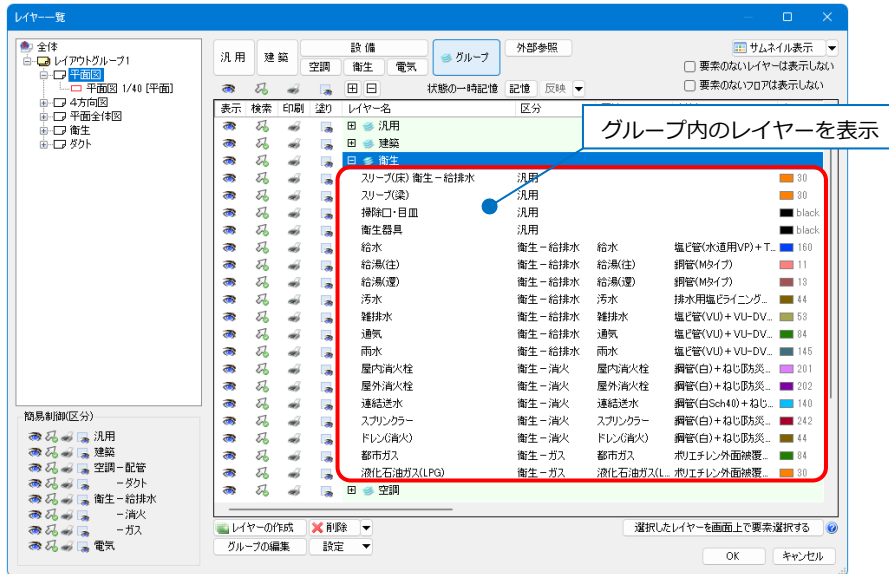 レイヤー一覧
全体
レイアウトグループ1
平面図
平面図 1/40 [平面]
4方向図
平面全体図
衛生
ダクト
汎用 建築 設備 空調 衛生 電気 グループ 外部参照
サムネイル表示
要素のないレイヤーは表示しない
要素のないフロアは表示しない
状態の一時記憶 記憶 反映
表示 検索 印刷 塗り レイヤー名 区分
グループ内のレイヤーを表示
汎用
建築
衛生
スリーブ(床) 衛生－給排水 汎用 30
スリーブ(梁) 汎用 30
掃除口・目皿 汎用 black
衛生器具 汎用 black
給水 衛生－給排水 給水 塩ビ管(水道用VP)+T... 160
給湯(往) 衛生－給排水 給湯(往) 銅管(Mタイプ) 11
給湯(還) 衛生－給排水 給湯(還) 銅管(Mタイプ) 13
汚水 衛生－給排水 汚水 排水用塩ビライニング... 44
雑排水 衛生－給排水 雑排水 塩ビ管(VU)+VU-DV... 53
通気 衛生－給排水 通気 塩ビ管(VU)+VU-DV... 84
雨水 衛生－給排水 雨水 塩ビ管(VU)+VU-DV... 145
屋内消火栓 衛生－消火 屋内消火栓 鋼管(白)+ねじ防災... 201
屋外消火栓 衛生－消火 屋外消火栓 鋼管(白)+ねじ防災... 202
連結送水 衛生－消火 連結送水 鋼管(白Sch40)+ねじ... 140
スプリンクラー 衛生－消火 スプリンクラー 鋼管(白)+ねじ防災... 242
ドレン(消火) 衛生－消火 ドレン(消火) 鋼管(白)+ねじ防災... 44
都市ガス 衛生－ガス 都市ガス ポリエチレン外面被覆... 84
液化石油ガス(LPG) 衛生－ガス 液化石油ガス(L... ポリエチレン外面被覆... 30
空調
簡易制御(区分)
汎用
建築
空調－配管
－ダクト
衛生－給排水
－消火
－ガス
電気
レイヤーの作成 削除 選択したレイヤーを画面上で要素選択する
グループの編集 設定
OK キャンセル